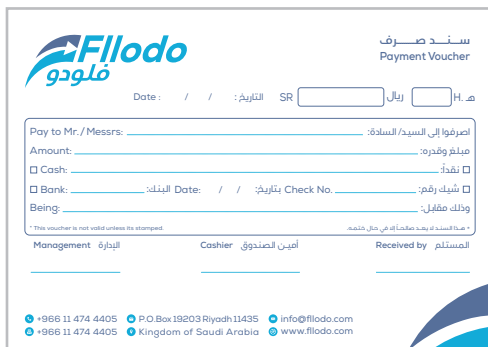 Fllodo
فلودو
سـنـد صـرف
Payment Voucher
Date : / / التاريخ : SR ريال H. هـ
Pay to Mr./ Messrs: اصرفوا إلى السيد/ السادة:
Amount: مبلغ وقدره:
Cash: نقداً:
Bank: البنك: Date: / / بتاريخ: Check No. شيك رقم:
Being: وذلك مقابل:
* This voucher is not valid unless its stamped. * هذا السند لا يعد صالحاً إلا في حال ختمه.
Management الإدارة Cashier أمين الصندوق Received by المستلم
+966 11 474 4405 P.O.Box 19203 Riyadh 11435 info@fllodo.com
+966 11 474 4405 Kingdom of Saudi Arabia www.fllodo.com